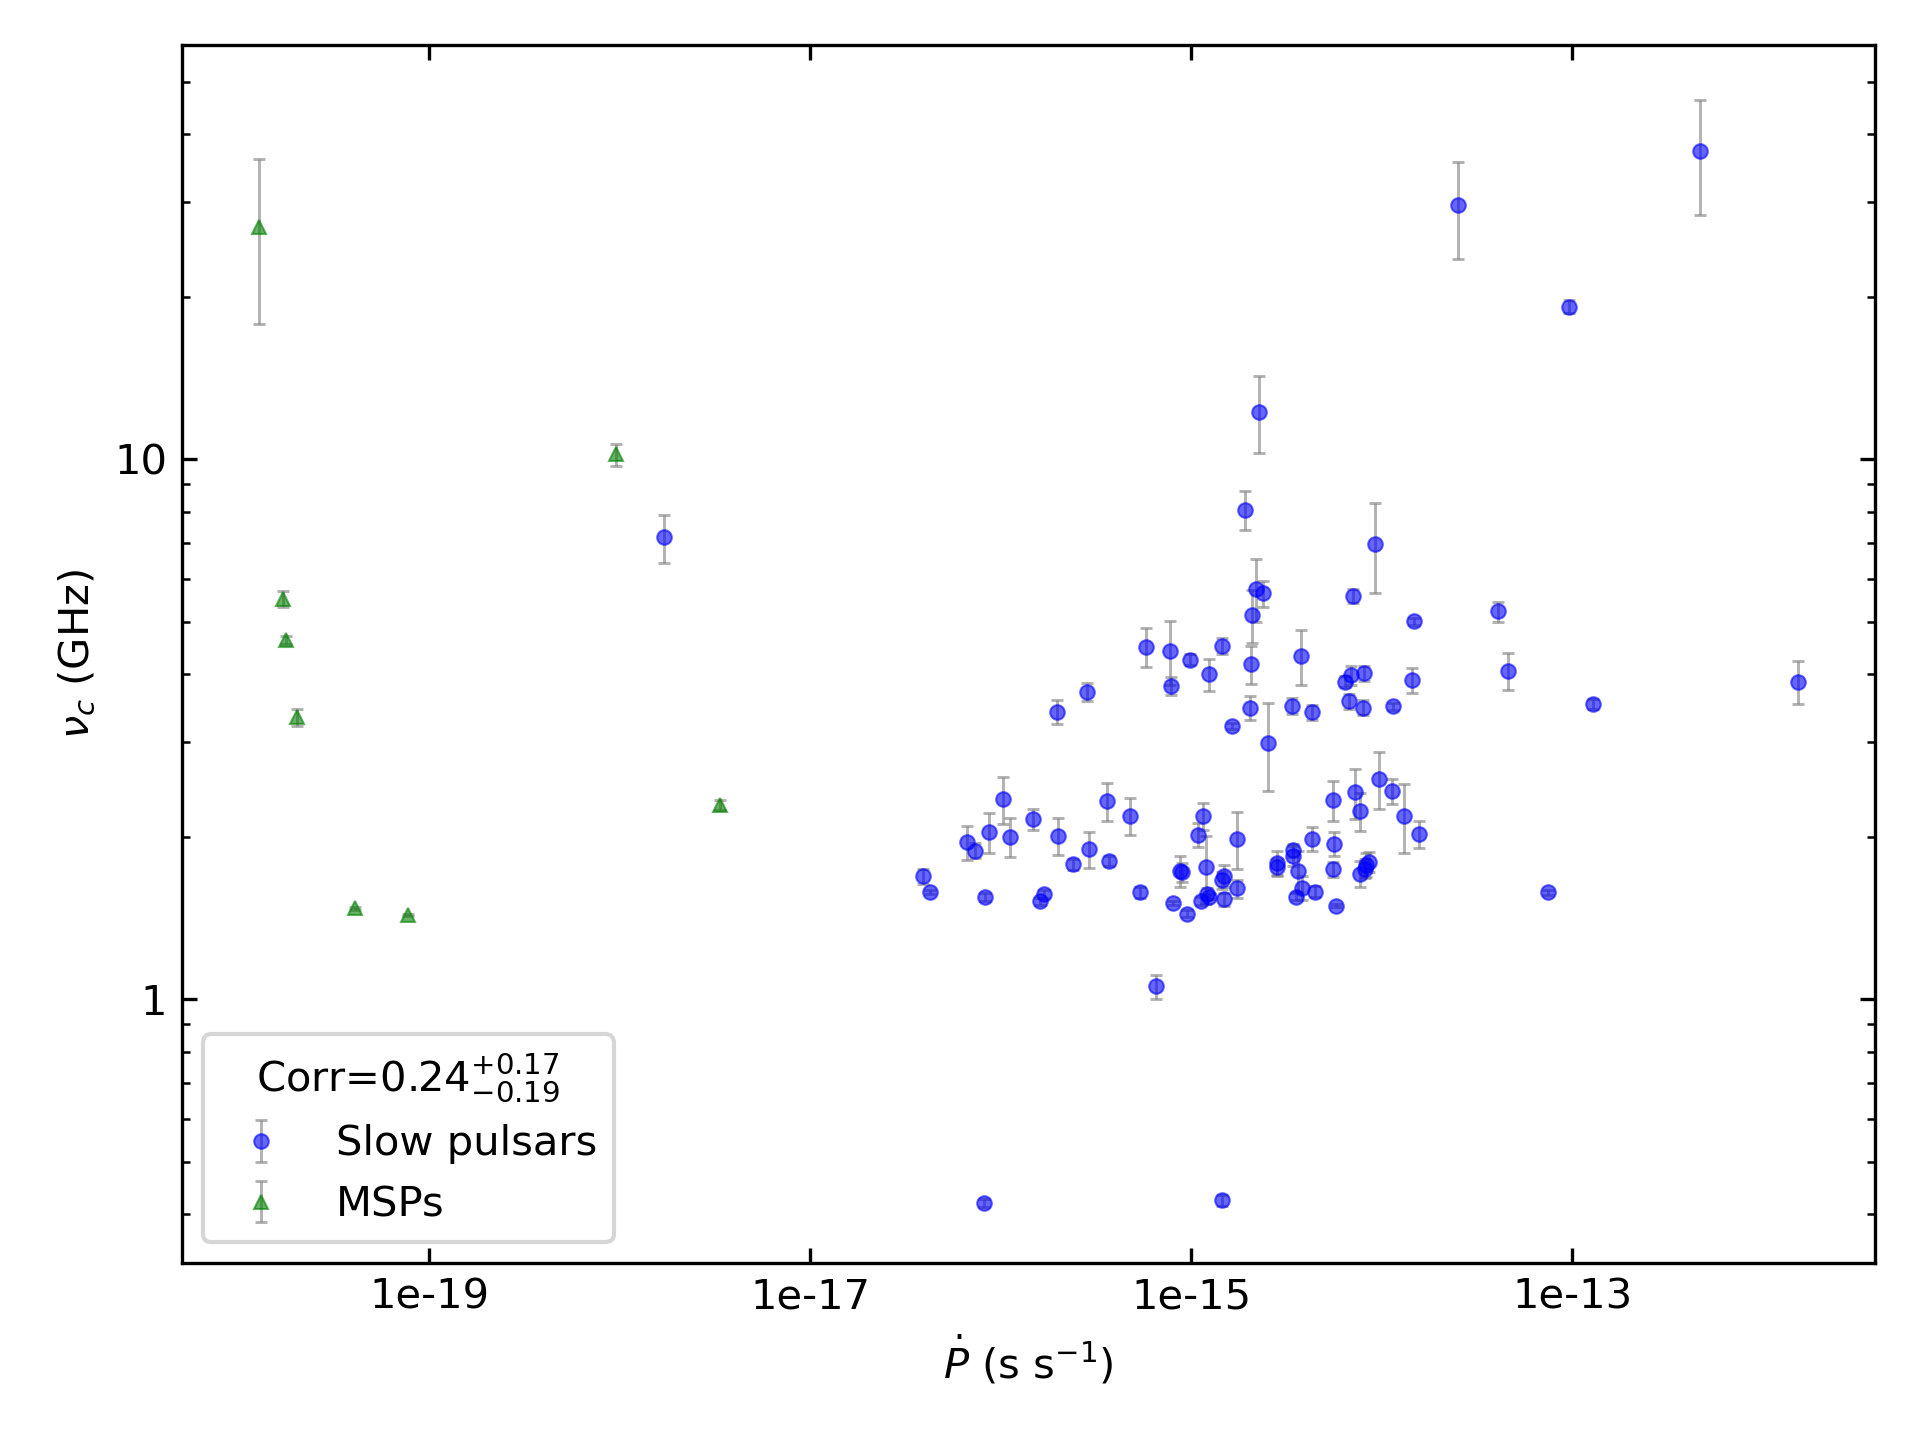 10
1
ν_c (GHz)
Corr=0.24^{+0.17}_{−0.19}
Slow pulsars
MSPs
1e-19 1e-17 1e-15 1e-13
Ṗ (s s⁻¹)